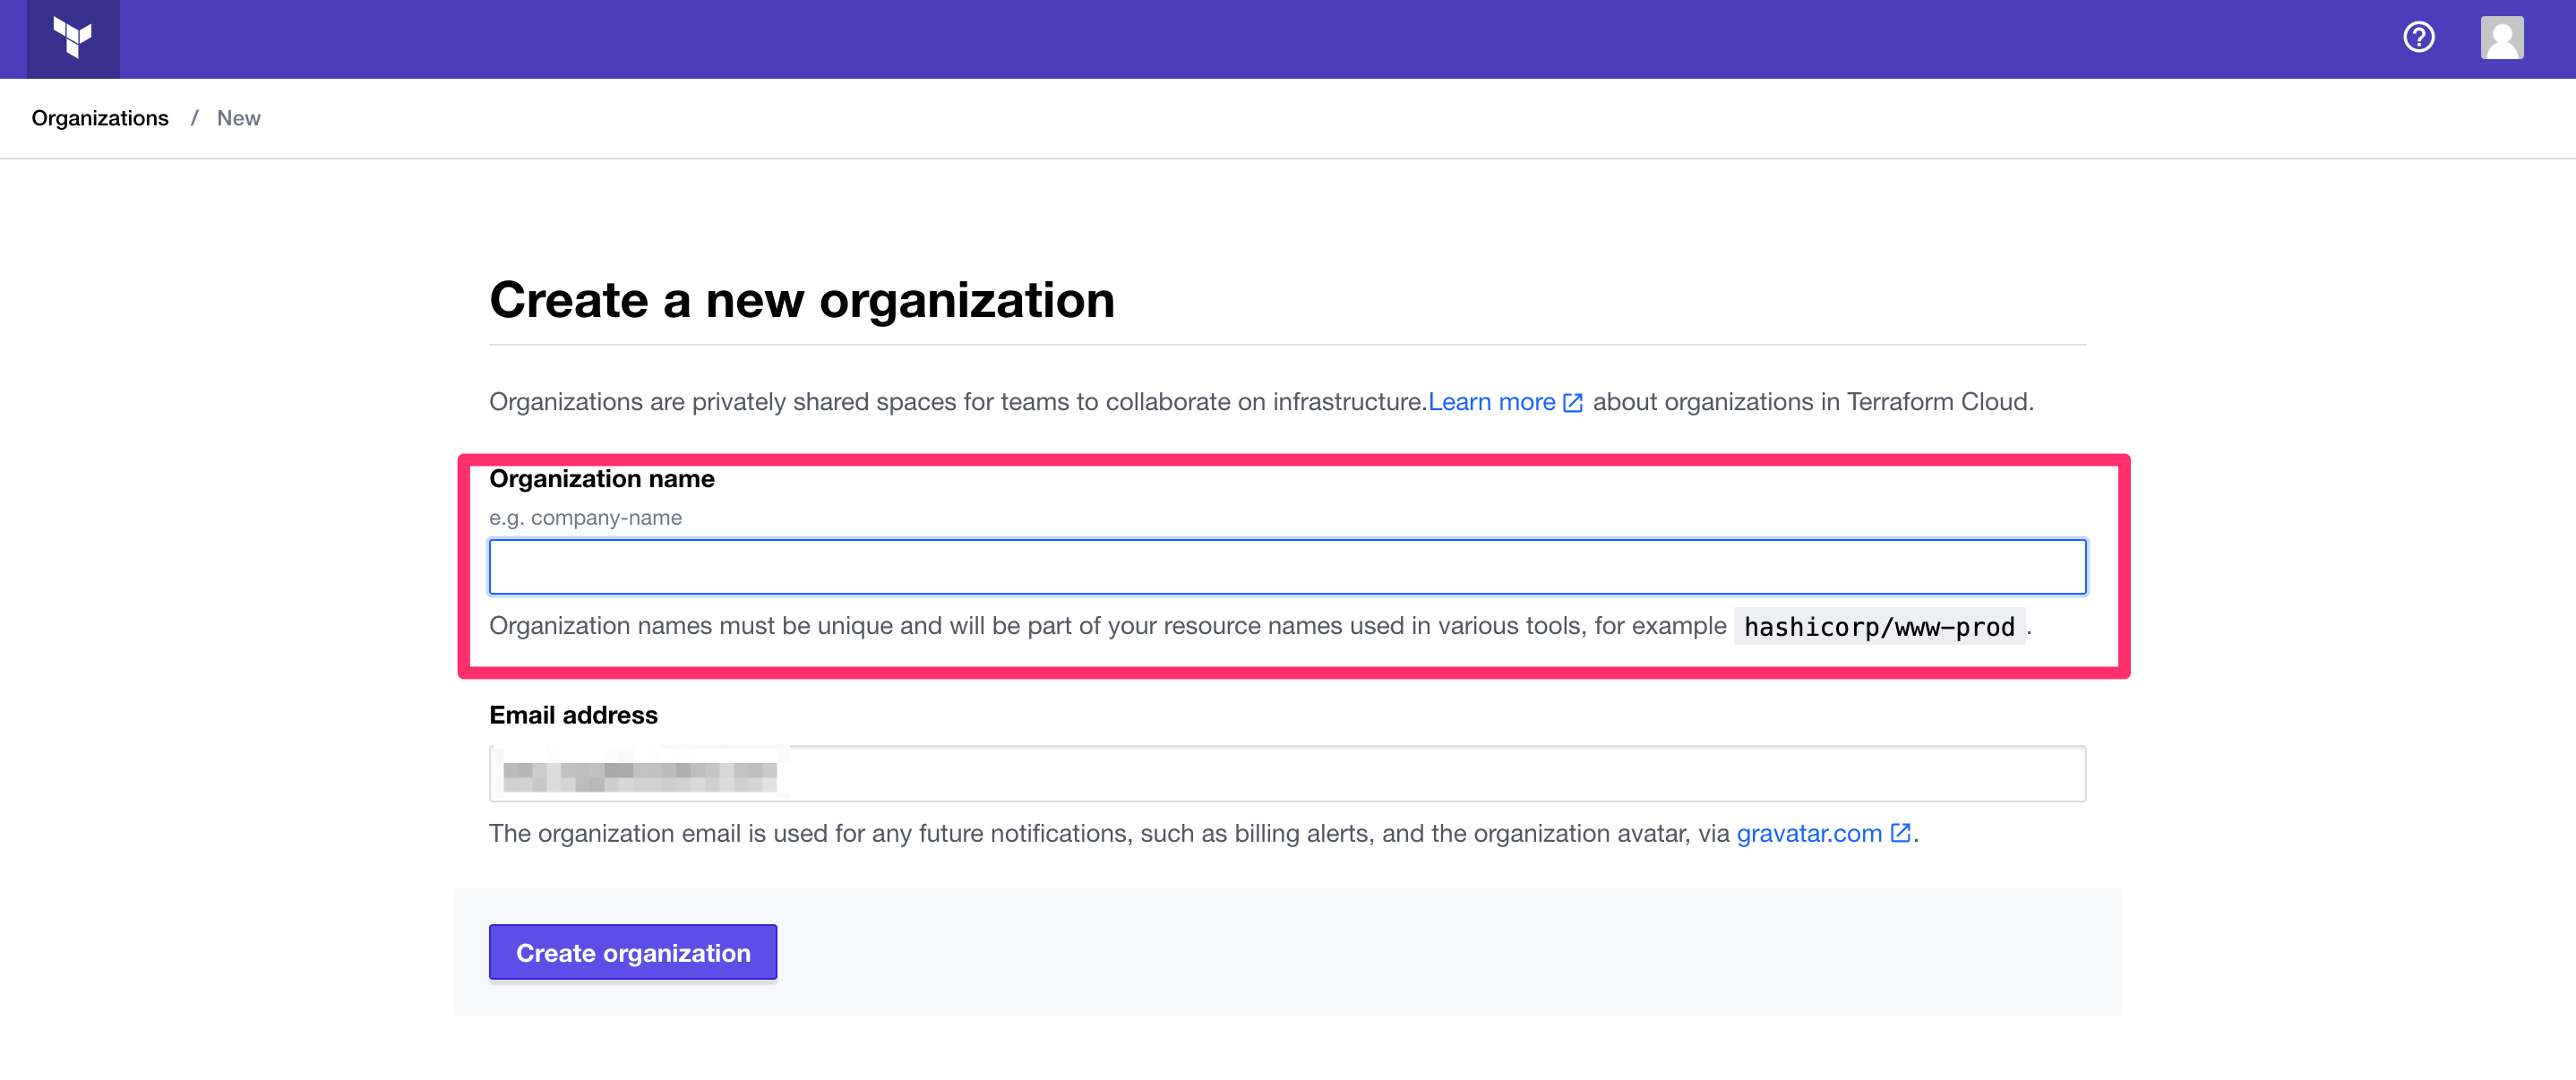 Organizations / New
Create a new organization
Organizations are privately shared spaces for teams to collaborate on infrastructure.Learn more about organizations in Terraform Cloud.
Organization name
e.g. company-name
Organization names must be unique and will be part of your resource names used in various tools, for example hashicorp/www-prod.
Email address
The organization email is used for any future notifications, such as billing alerts, and the organization avatar, via gravatar.com.
Create organization